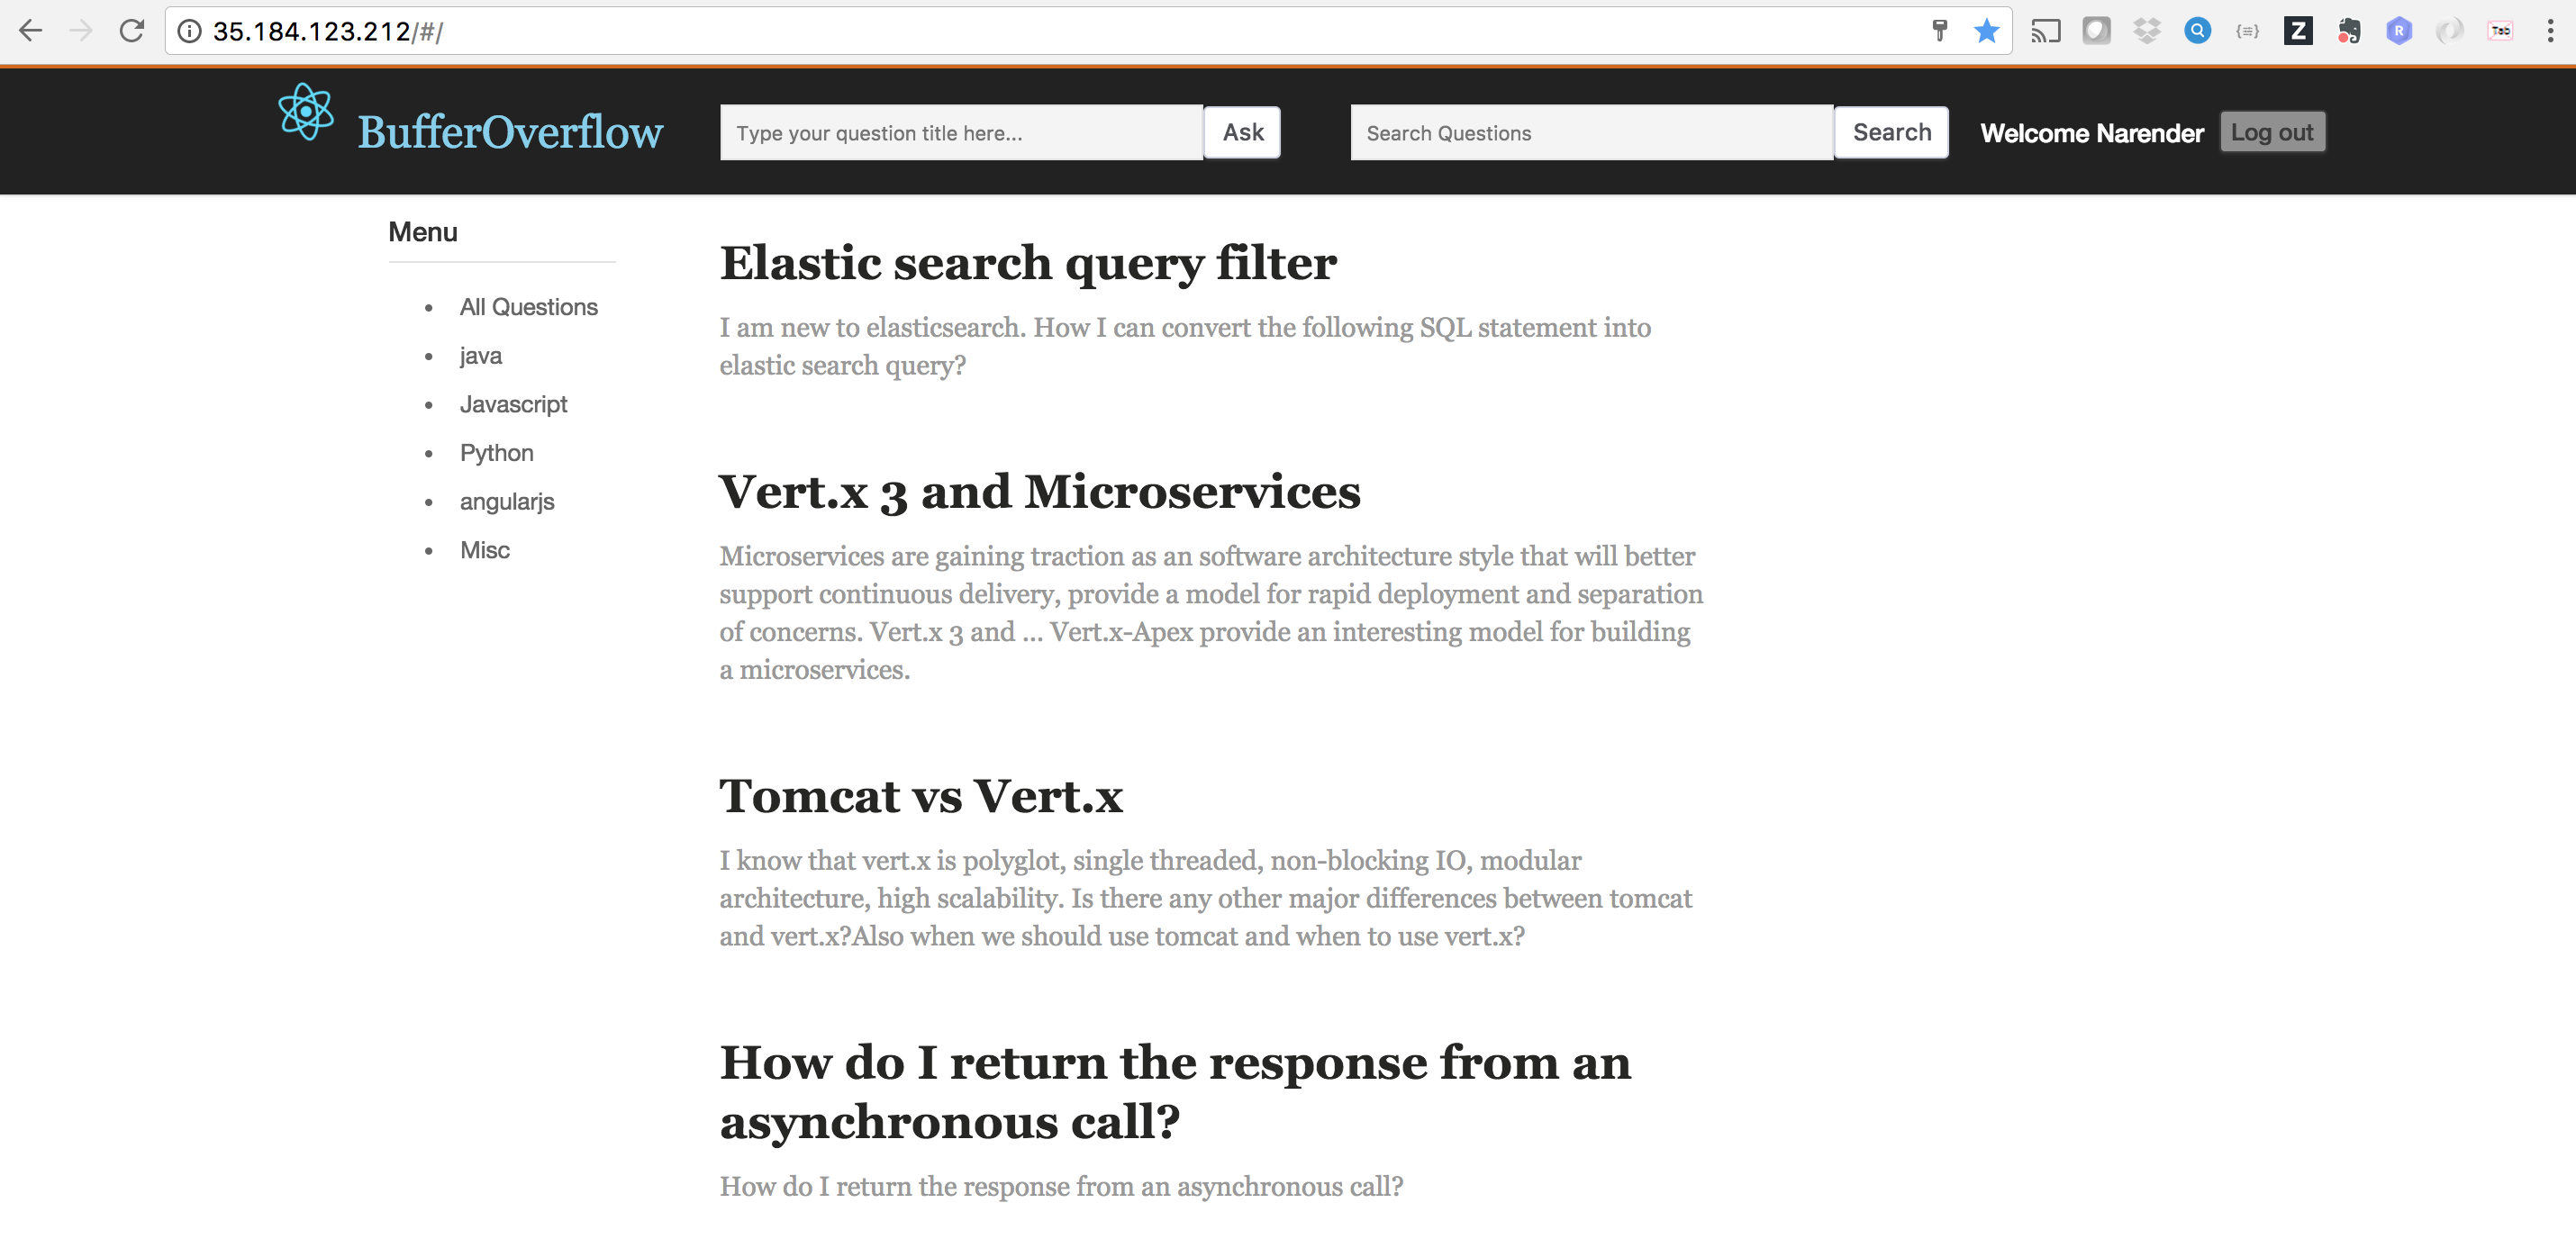 35.184.123.212/#/
Z
R
Tab
BufferOverflow
Type your question title here...
Ask
Search Questions
Search
Welcome Narender
Log out
Menu
All Questions
java
Javascript
Python
angularjs
Misc
Elastic search query filter
I am new to elasticsearch. How I can convert the following SQL statement into
elastic search query?
Vert.x 3 and Microservices
Microservices are gaining traction as an software architecture style that will better
support continuous delivery, provide a model for rapid deployment and separation
of concerns. Vert.x 3 and ... Vert.x-Apex provide an interesting model for building
a microservices.
Tomcat vs Vert.x
I know that vert.x is polyglot, single threaded, non-blocking IO, modular
architecture, high scalability. Is there any other major differences between tomcat
and vert.x?Also when we should use tomcat and when to use vert.x?
How do I return the response from an
asynchronous call?
How do I return the response from an asynchronous call?